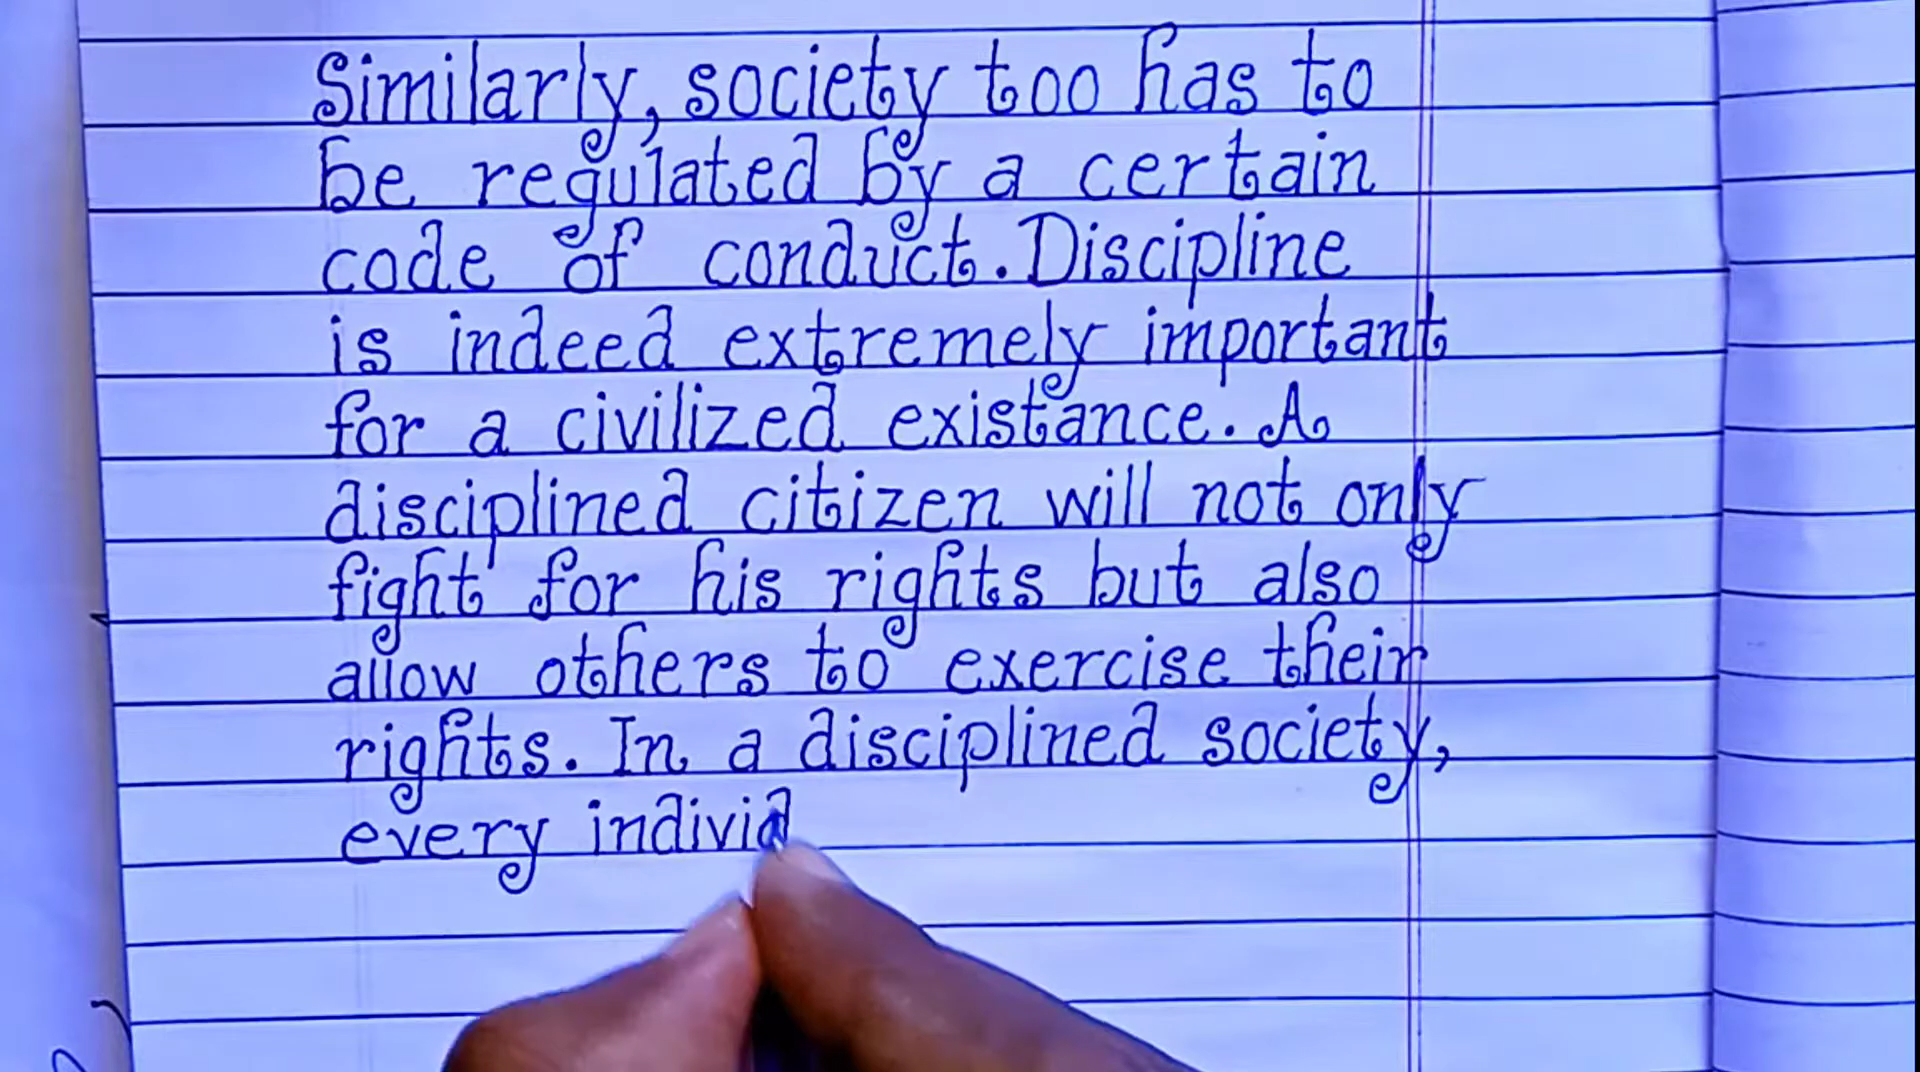 Similarly, society too has to
be regulated by a certain
code of conduct. Discipline
is indeed extremely important
for a civilized existance. A
disciplined citizen will not only
fight for his rights but also
allow others to exercise their
rights. In a disciplined society,
every individ